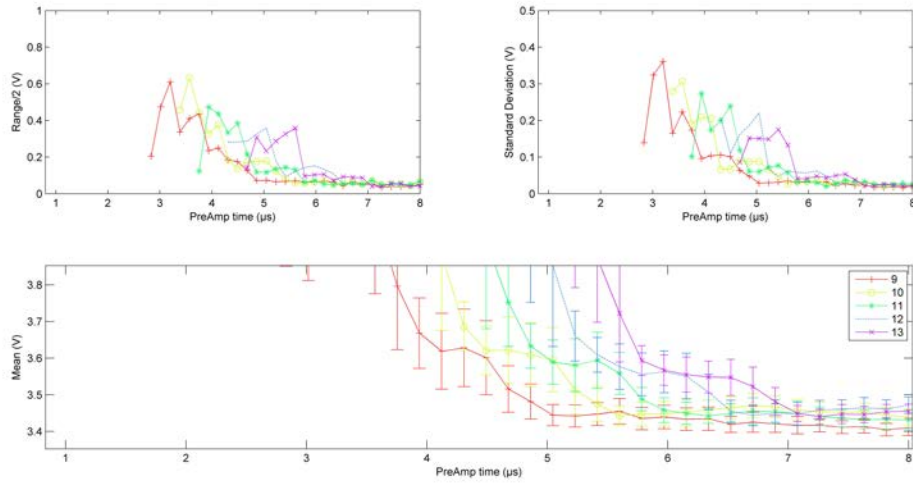 1
0.8
0.6
0.4
0.2
0
Range/2 (V)
1 2 3 4 5 6 7 8
PreAmp time (μs)
0.5
0.4
0.3
0.2
0.1
0
Standard Deviation (V)
1 2 3 4 5 6 7 8
PreAmp time (μs)
3.8
3.7
3.6
3.5
3.4
Mean (V)
1 2 3 4 5 6 7 8
PreAmp time (μs)
9
10
11
12
13